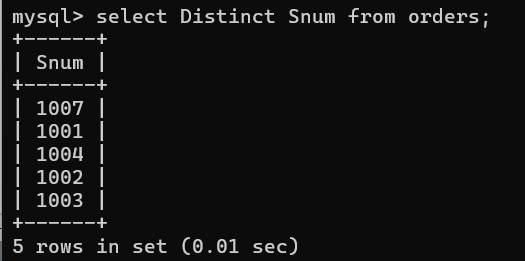 mysql> select Distinct Snum from orders;
+------+
| Snum |
+------+
| 1007 |
| 1001 |
| 1004 |
| 1002 |
| 1003 |
+------+
5 rows in set (0.01 sec)